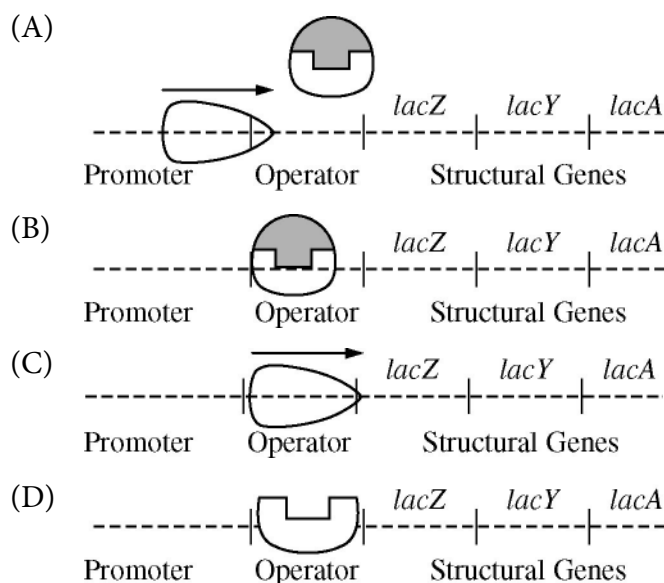 (A)
lacZ lacY lacA
Promoter Operator Structural Genes
(B)
lacZ lacY lacA
Promoter Operator Structural Genes
(C)
lacZ lacY lacA
Promoter Operator Structural Genes
(D)
lacZ lacY lacA
Promoter Operator Structural Genes